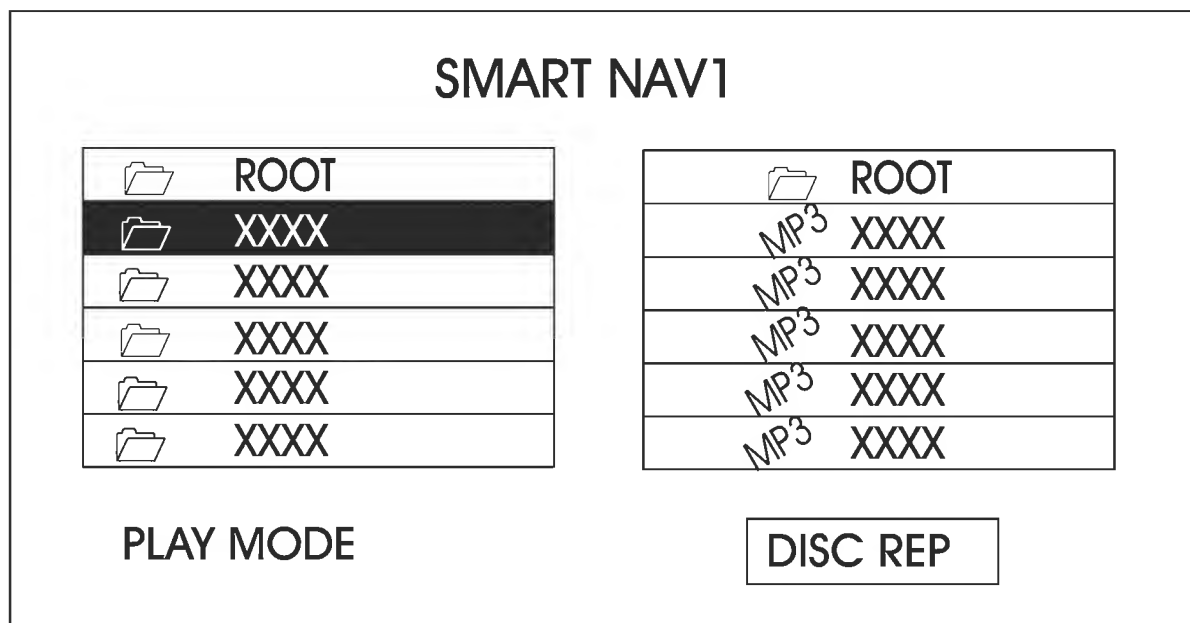 SMART NAV1
ROOT
XXXX
XXXX
XXXX
XXXX
XXXX
ROOT
MP3 XXXX
MP3 XXXX
MP3 XXXX
MP3 XXXX
MP3 XXXX
PLAY MODE
DISC REP